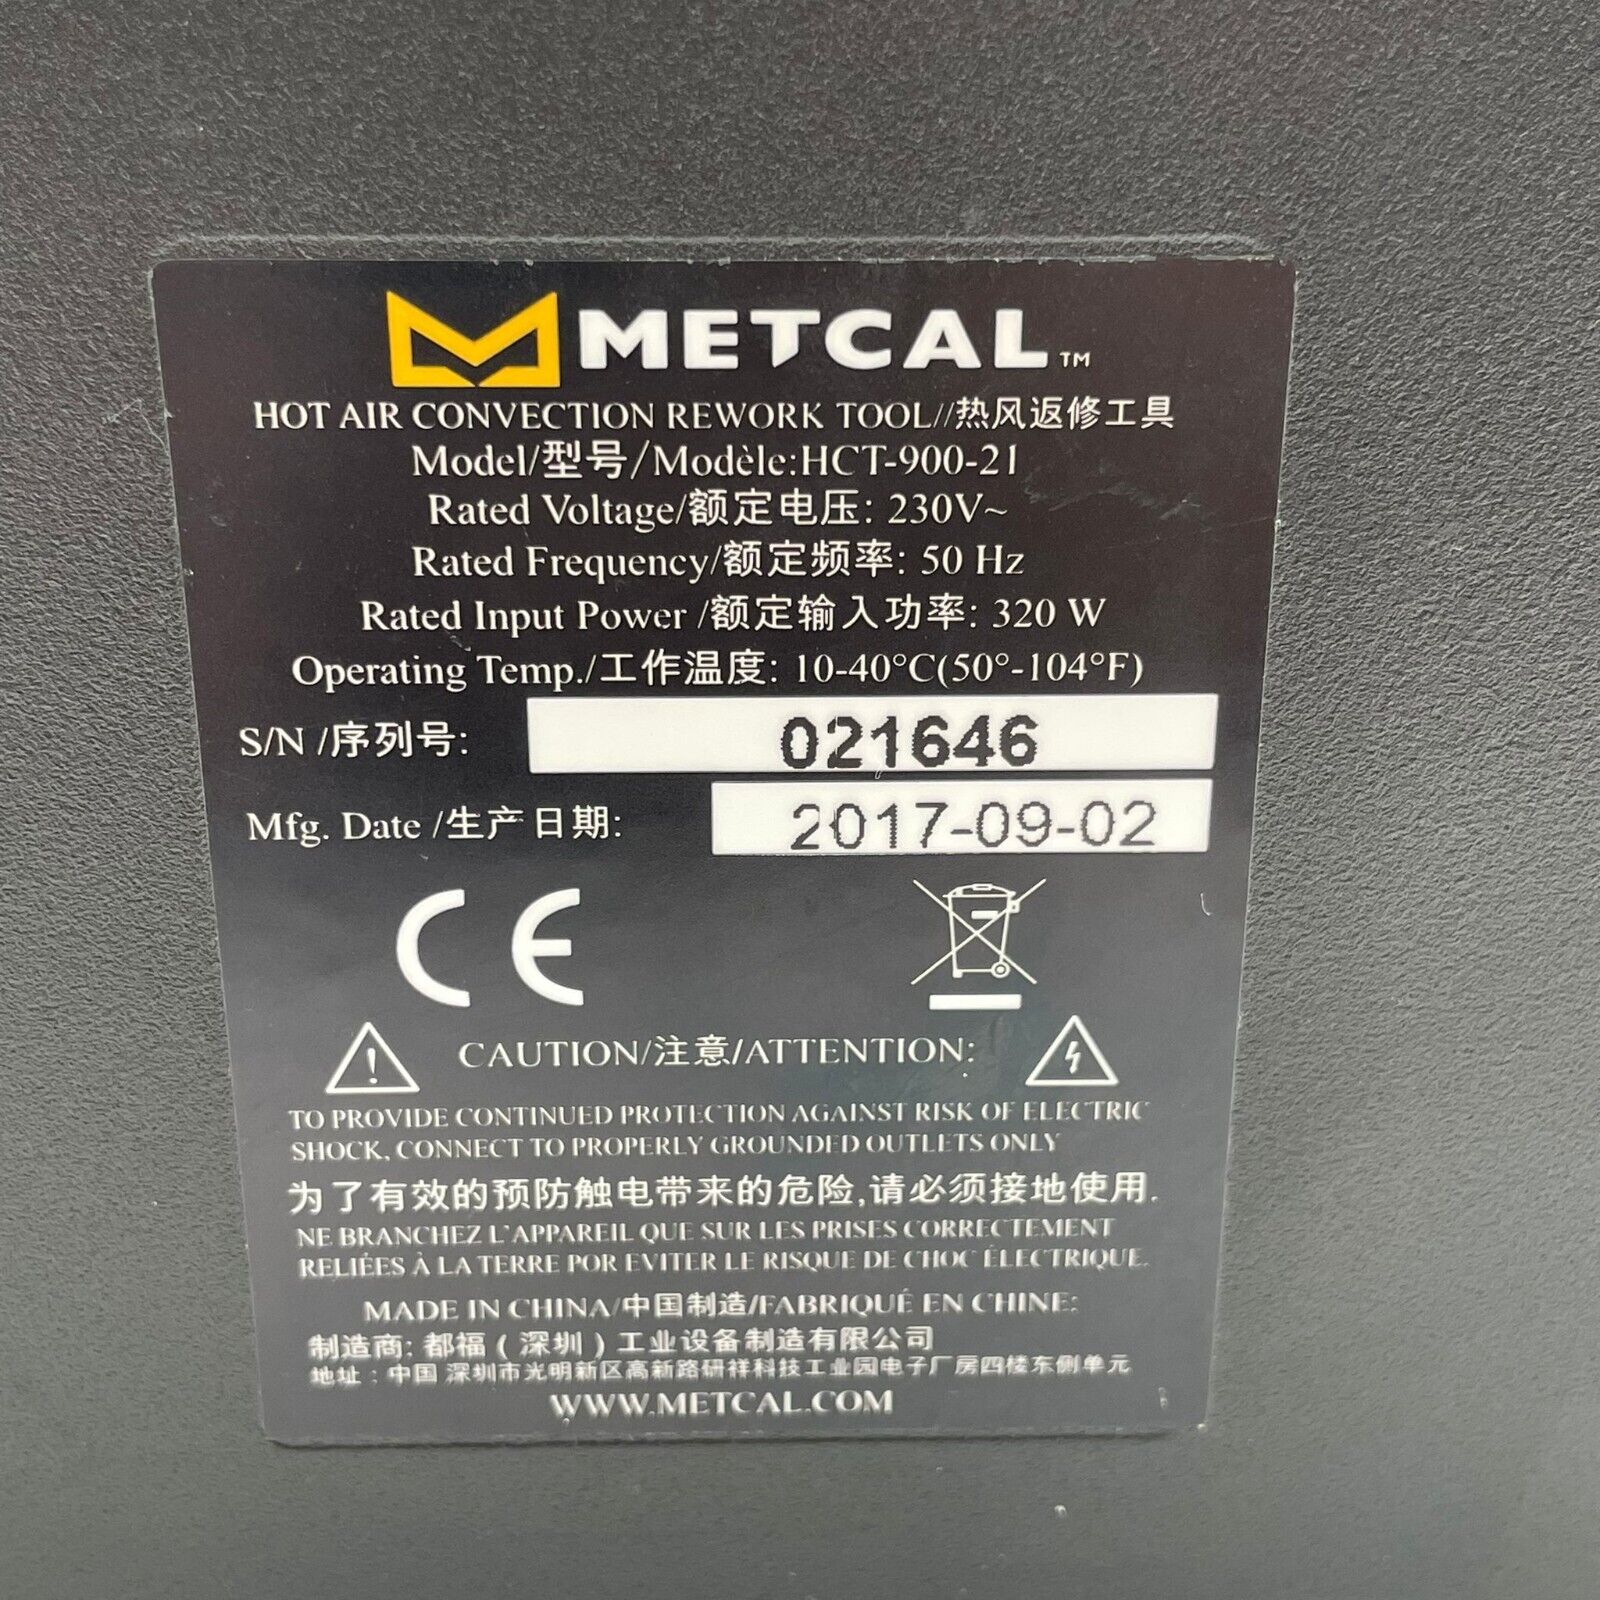 METCAL™
HOT AIR CONVECTION REWORK TOOL//热风返修工具
Model/型号/Modèle:HCT-900-21
Rated Voltage/额定电压: 230V~
Rated Frequency/额定频率: 50 Hz
Rated Input Power /额定输入功率: 320 W
Operating Temp./工作温度: 10-40°C(50°-104°F)
S/N /序列号: 021646
Mfg. Date /生产日期: 2017-09-02
CE
CAUTION/注意/ATTENTION:
TO PROVIDE CONTINUED PROTECTION AGAINST RISK OF ELECTRIC
SHOCK, CONNECT TO PROPERLY GROUNDED OUTLETS ONLY
为了有效的预防触电带来的危险,请必须接地使用.
NE BRANCHEZ L'APPAREIL QUE SUR LES PRISES CORRECTEMENT
RELIÉES À LA TERRE POR EVITER LE RISQUE DE CHOC ÉLECTRIQUE.
MADE IN CHINA/中国制造/FABRIQUÉ EN CHINE:
制造商: 都福 ( 深圳 ) 工业设备制造有限公司
地址 : 中国 深圳市光明新区高新路研祥科技工业园电子厂房四楼东侧单元
WWW.METCAL.COM